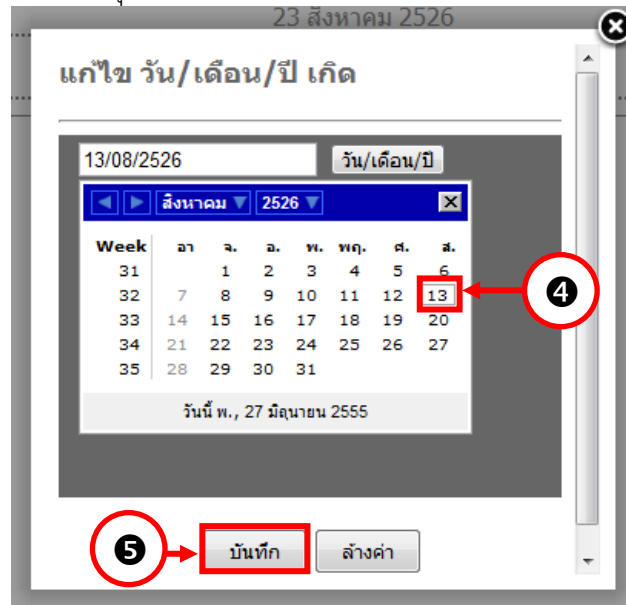 23 สิงหาคม 2526
แก้ไข วัน/เดือน/ปี เกิด
13/08/2526 วัน/เดือน/ปี
สิงหาคม 2526
Week อา จ. อ. พ. พฤ. ศ. ส.
31 1 2 3 4 5 6
32 7 8 9 10 11 12 13
❹
33 14 15 16 17 18 19 20
34 21 22 23 24 25 26 27
35 28 29 30 31
วันนี้ พ., 27 มิถุนายน 2555
❺ บันทึก ล้างค่า